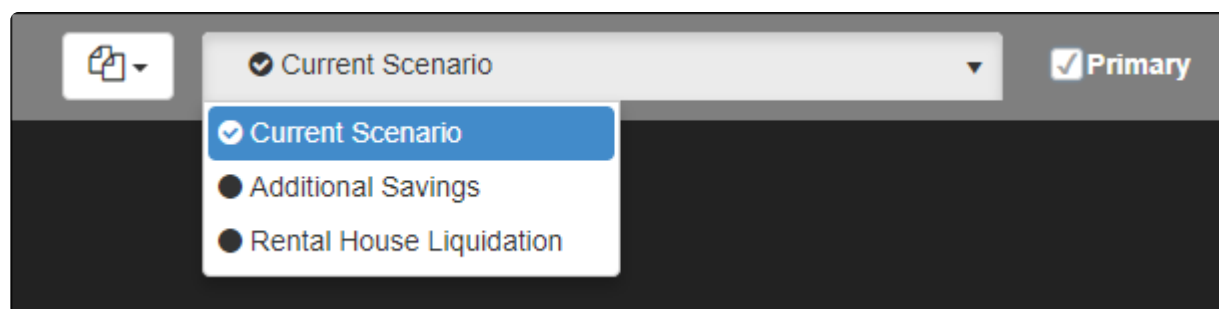 Current Scenario
Primary
Current Scenario
Additional Savings
Rental House Liquidation